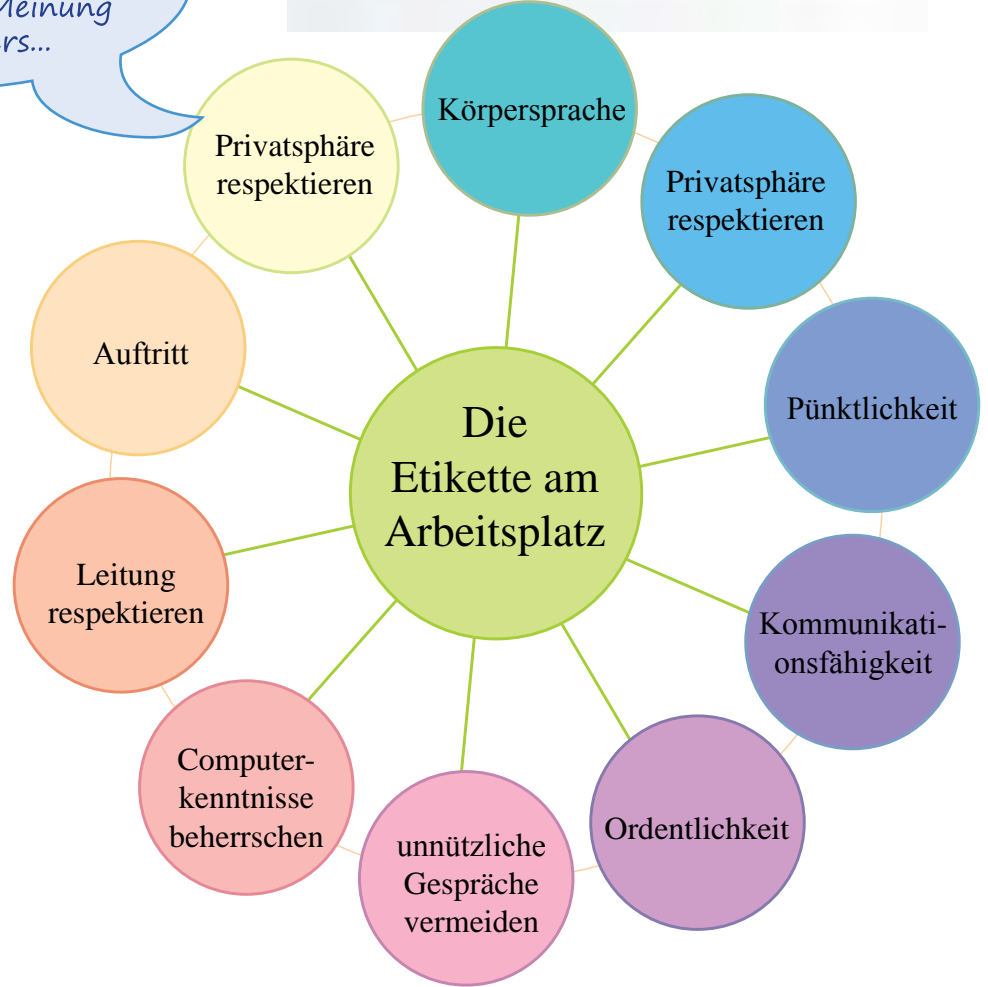 Meinung
rs...
Körpersprache
Privatsphäre
respektieren
Pünktlichkeit
Kommunikati-
onsfähigkeit
Ordentlichkeit
unnützliche
Gespräche
vermeiden
Computer-
kenntnisse
beherrschen
Leitung
respektieren
Auftritt
Privatsphäre
respektieren
Die
Etikette am
Arbeitsplatz